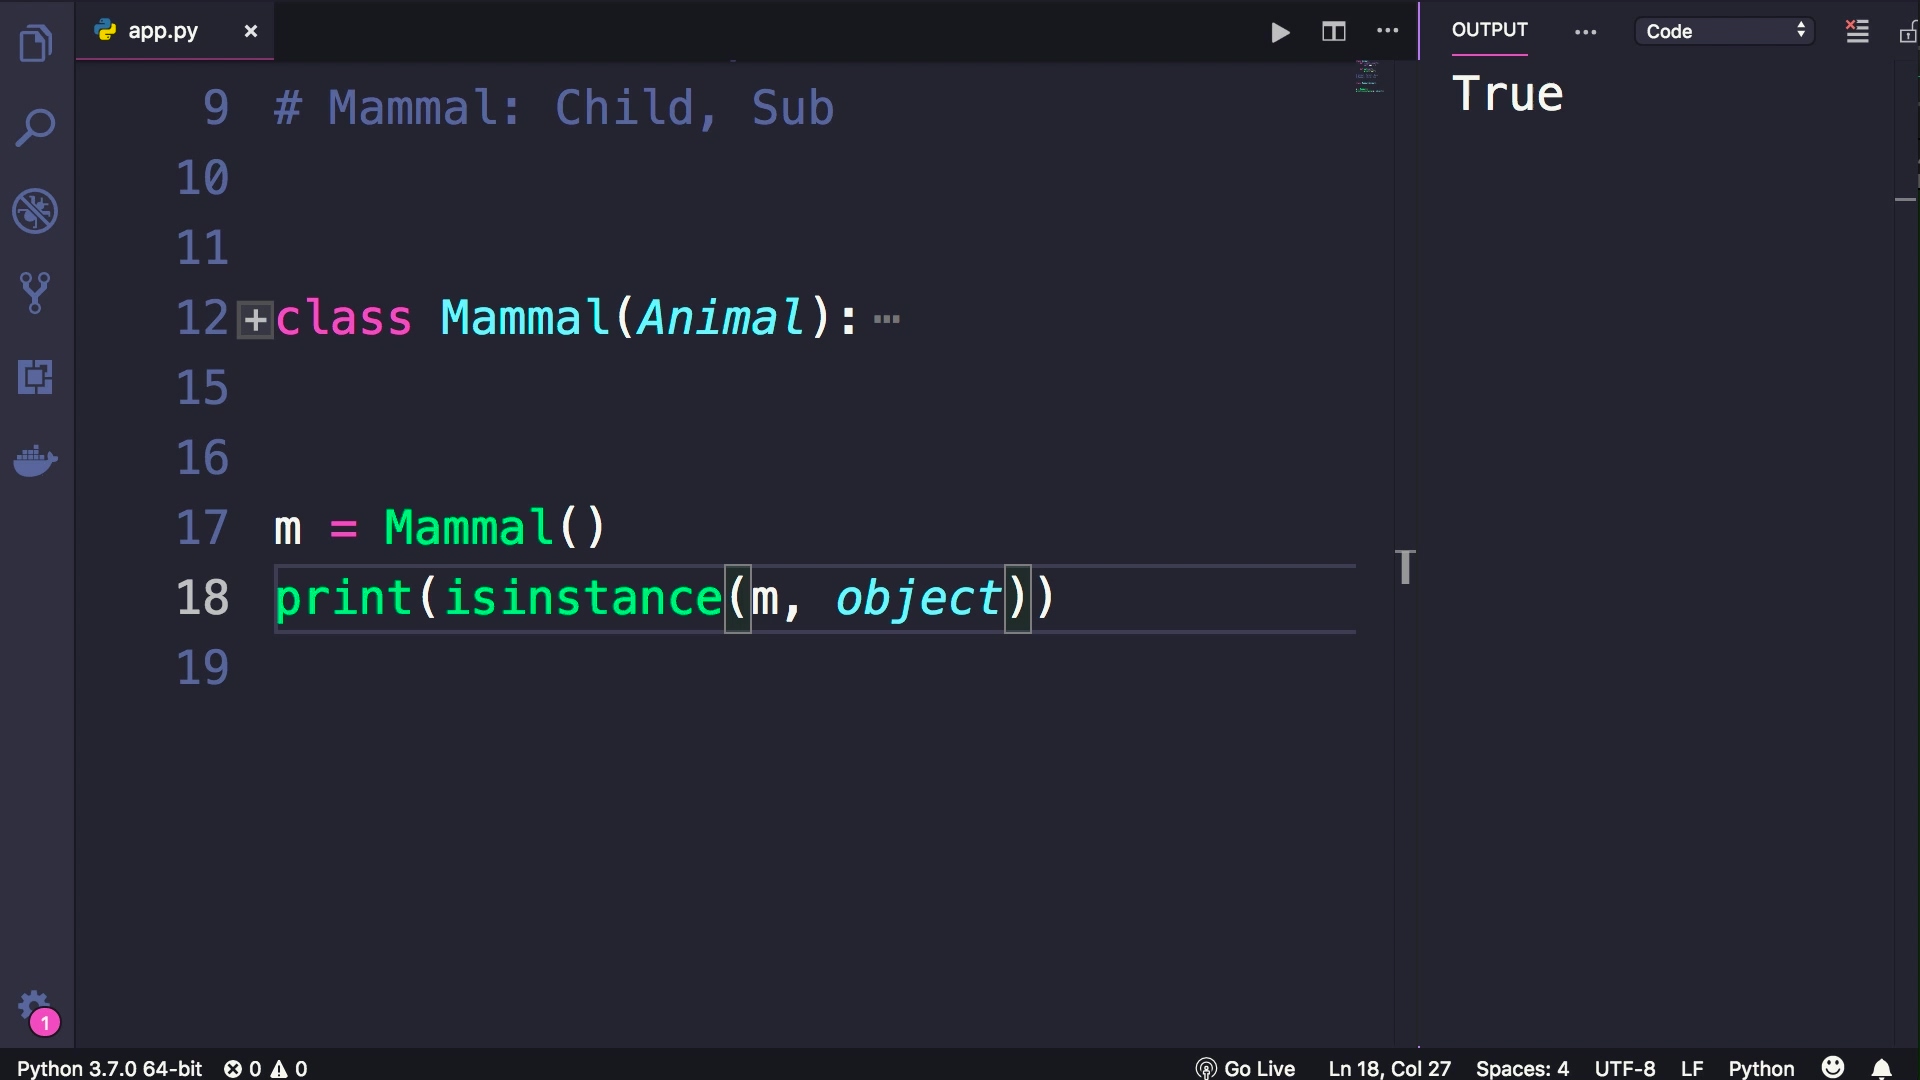 app.py ×
OUTPUT
Code
True
9 # Mammal: Child, Sub
10
11
12 class Mammal(Animal):
15
16
17 m = Mammal()
18 print(isinstance(m, object))
19
1
Python 3.7.0 64-bit 0 0 Go Live Ln 18, Col 27 Spaces: 4 UTF-8 LF Python